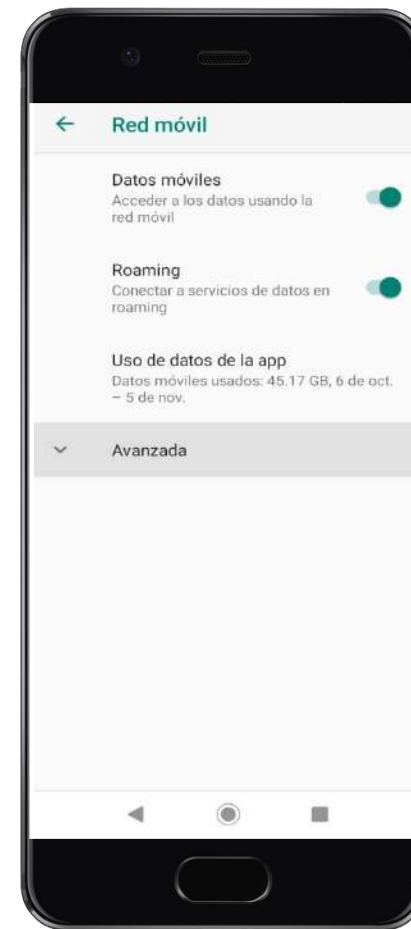 Red móvil
Datos móviles
Acceder a los datos usando la
red móvil
Roaming
Conectar a servicios de datos en
roaming
Uso de datos de la app
Datos móviles usados: 45.17 GB, 6 de oct.
– 5 de nov.
Avanzada